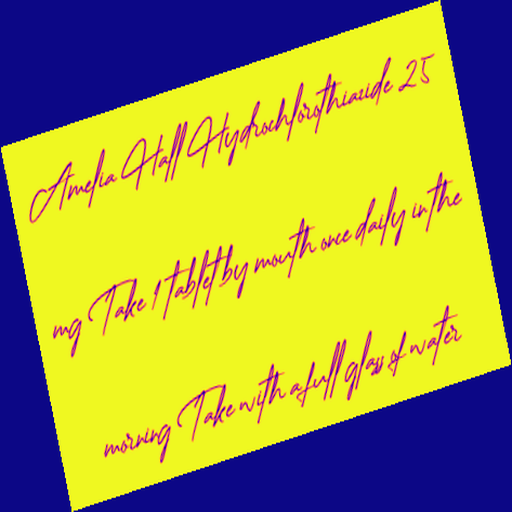 Amelia Hall Hydrochlorothiazide 25
mg Take 1 tablet by mouth once daily in the
morning Take with a full glass of water